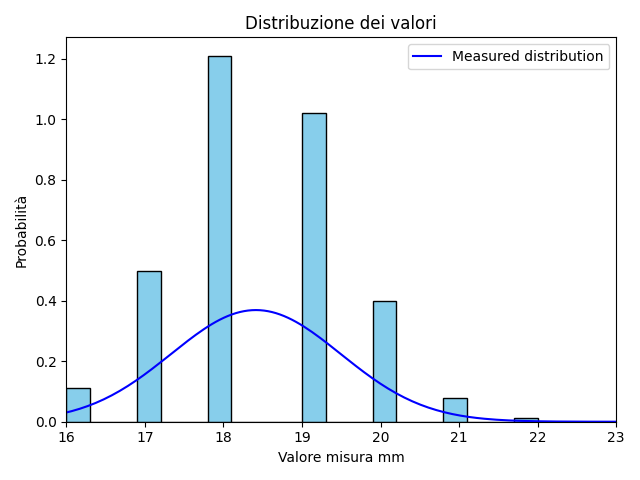 Distribuzione dei valori
Measured distribution
Probabilità
1.2
1.0
0.8
0.6
0.4
0.2
0.0
16 17 18 19 20 21 22 23
Valore misura mm